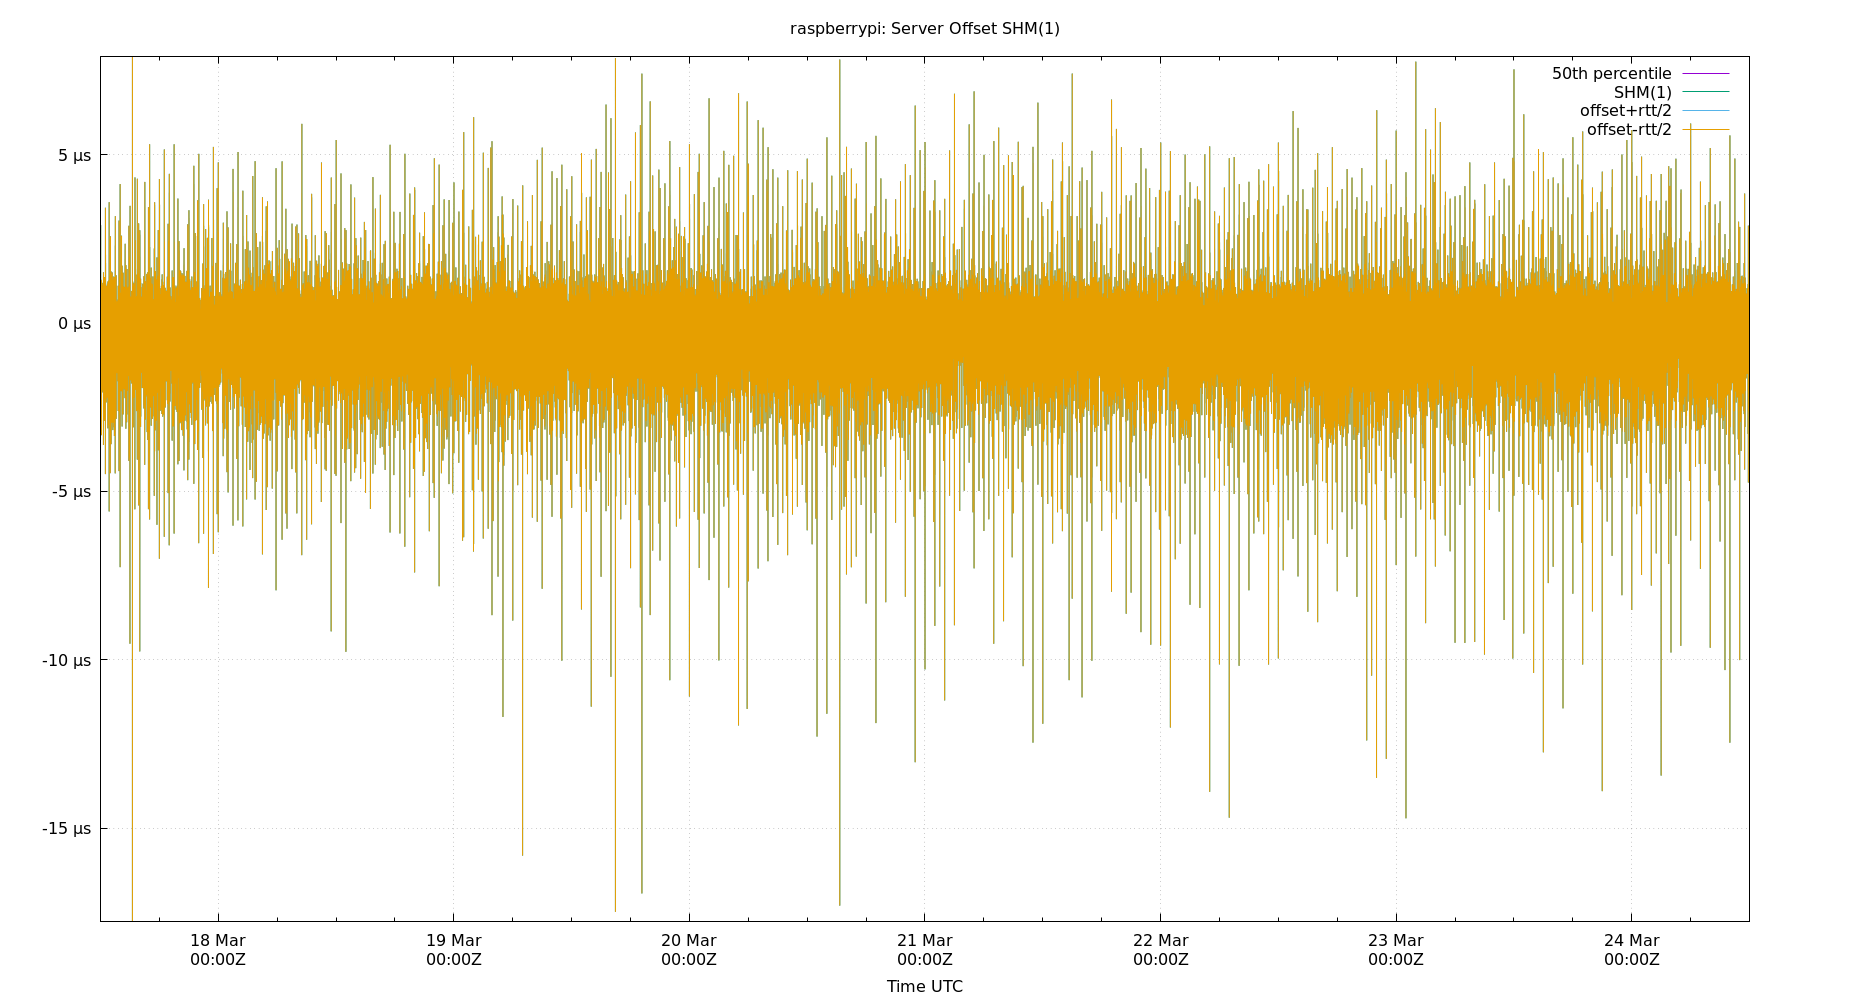 raspberrypi: Server Offset SHM(1)
50th percentile
SHM(1)
offset+rtt/2
offset-rtt/2
5 µs
0 µs
-5 µs
-10 µs
-15 µs
18 Mar 19 Mar 20 Mar 21 Mar 22 Mar 23 Mar 24 Mar
00:00Z 00:00Z 00:00Z 00:00Z 00:00Z 00:00Z 00:00Z
Time UTC